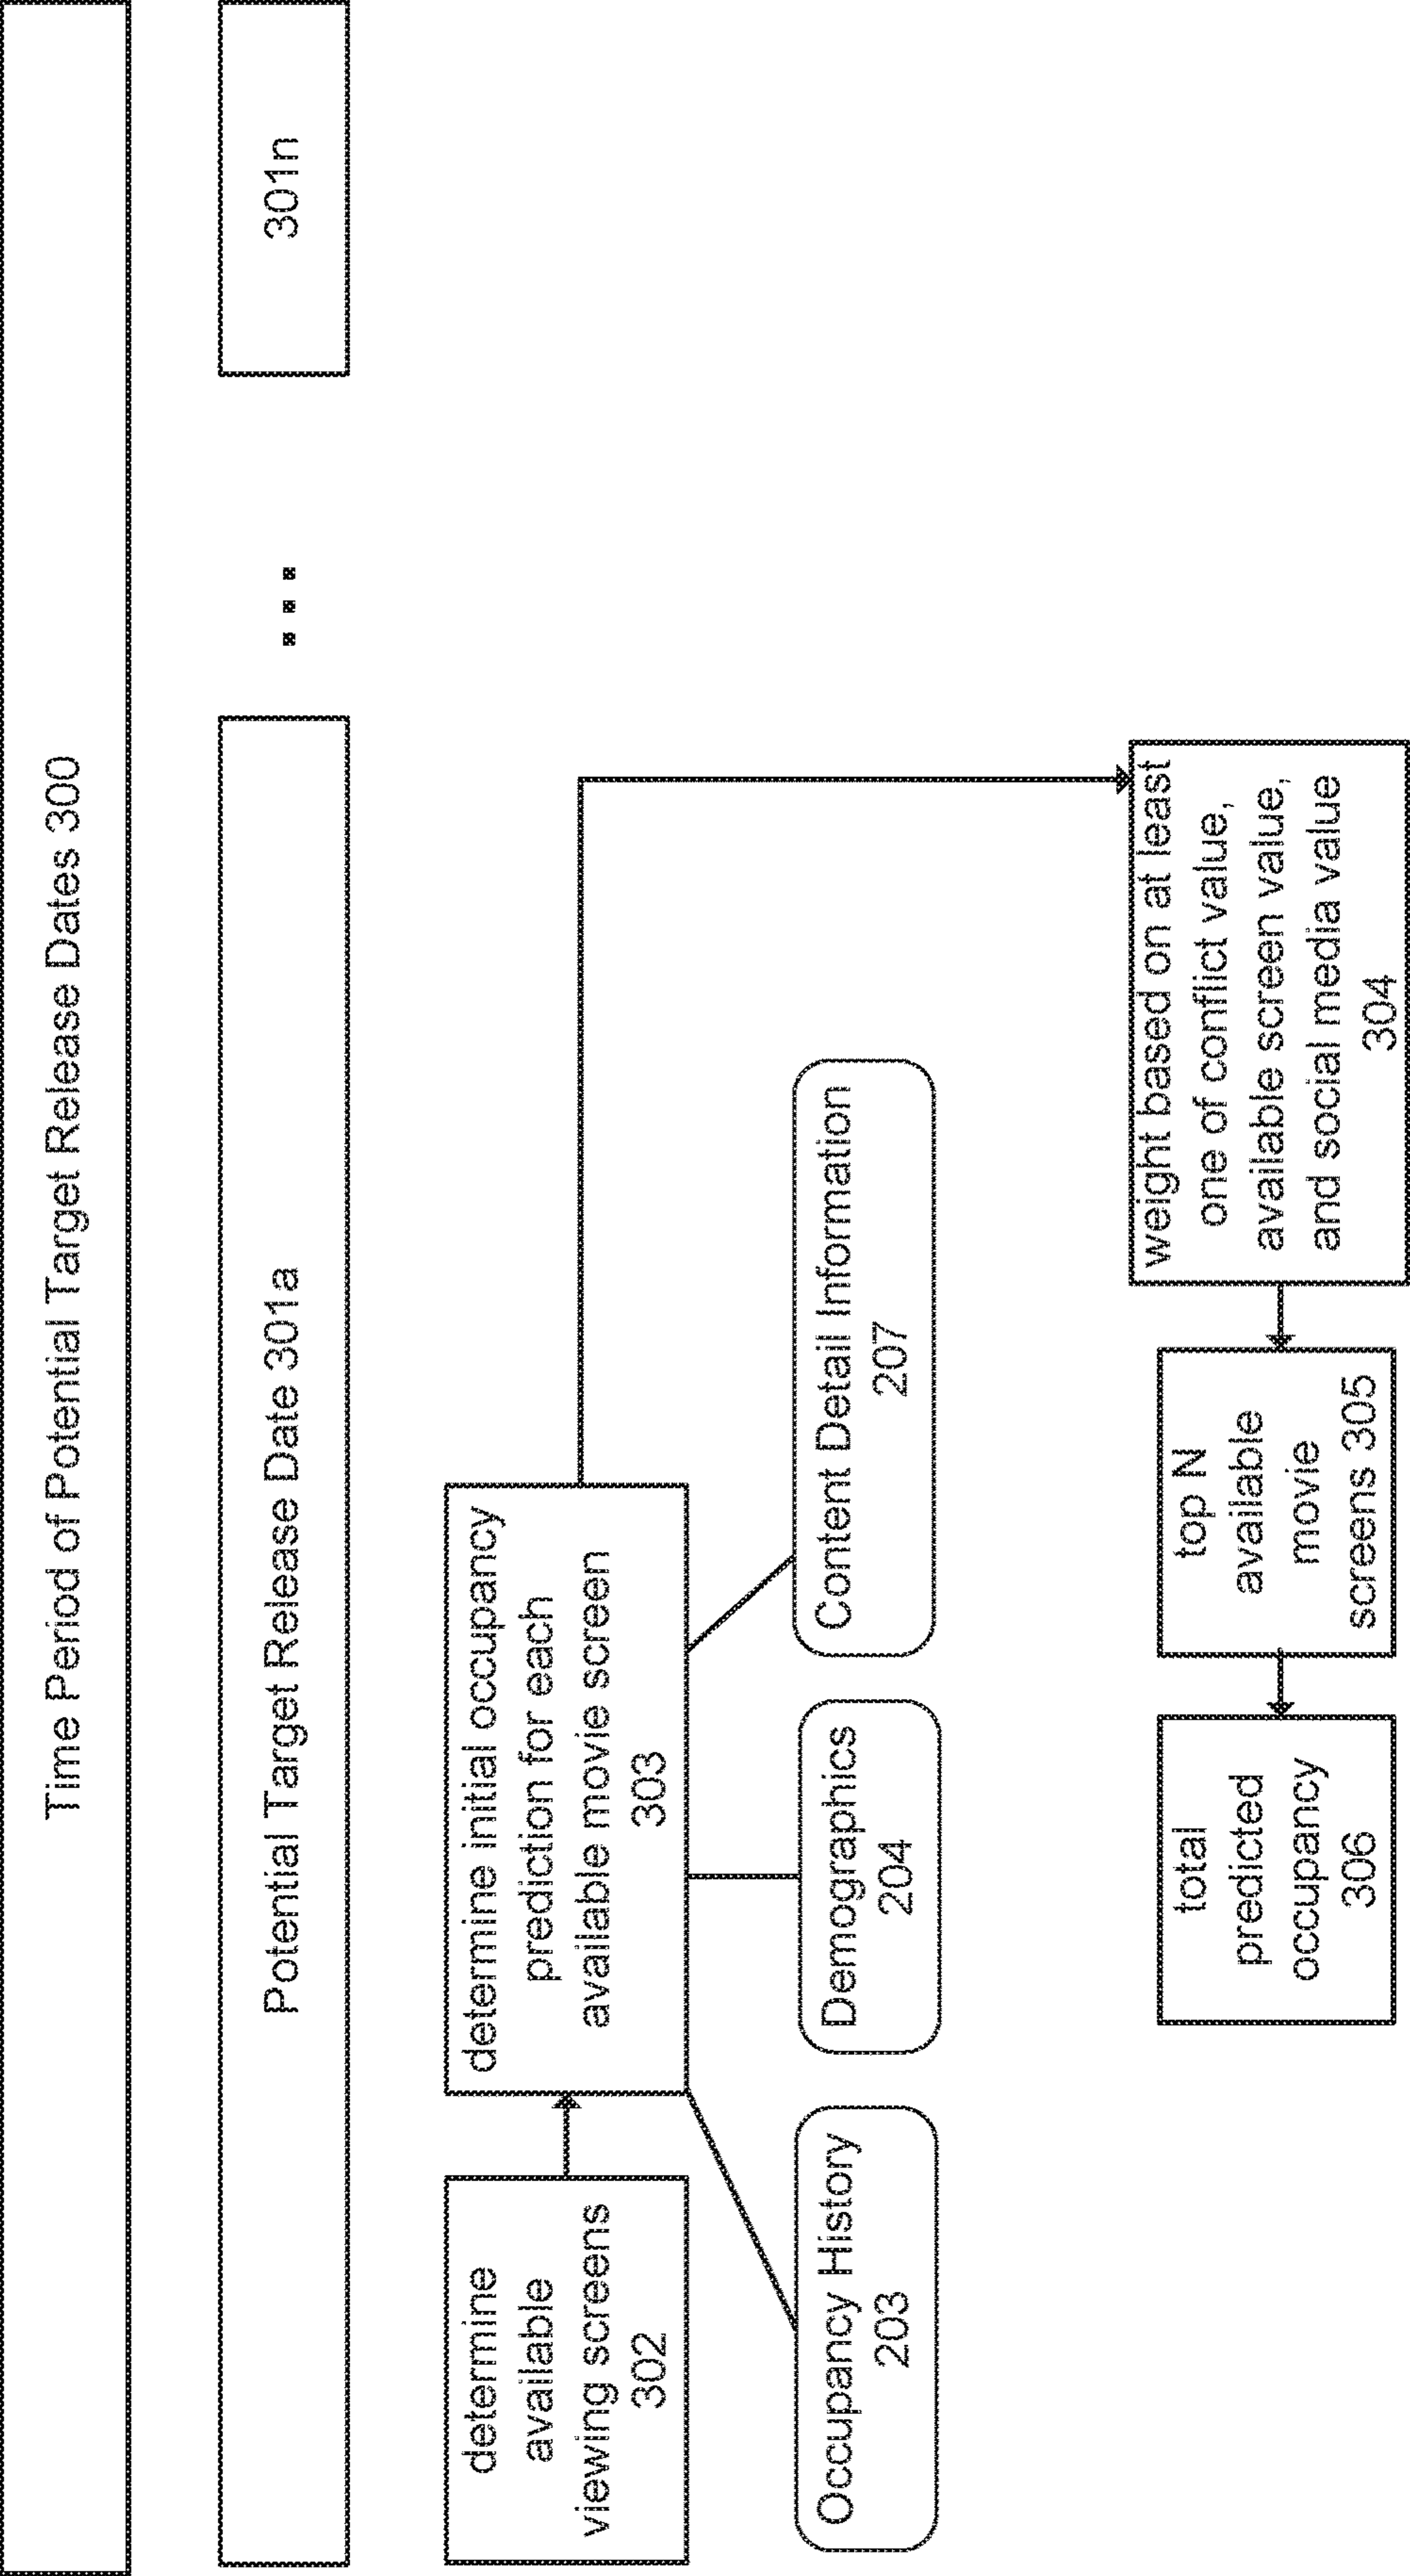 Time Period of Potential Target Release Dates 300
Potential Target Release Date 301a
301n
determine
available
viewing screens
302
determine initial occupancy
prediction for each
available movie screen
303
Occupancy History
203
Demographics
204
Content Detail Information
207
weight based on at least
one of conflict value,
available screen value,
and social media value
304
top N
available
movie
screens 305
total
predicted
occupancy
306